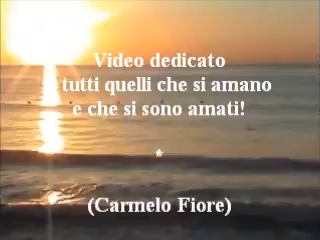 Video dedicato
a tutti quelli che si amano
e che si sono amati!
*
(Carmelo Fiore)